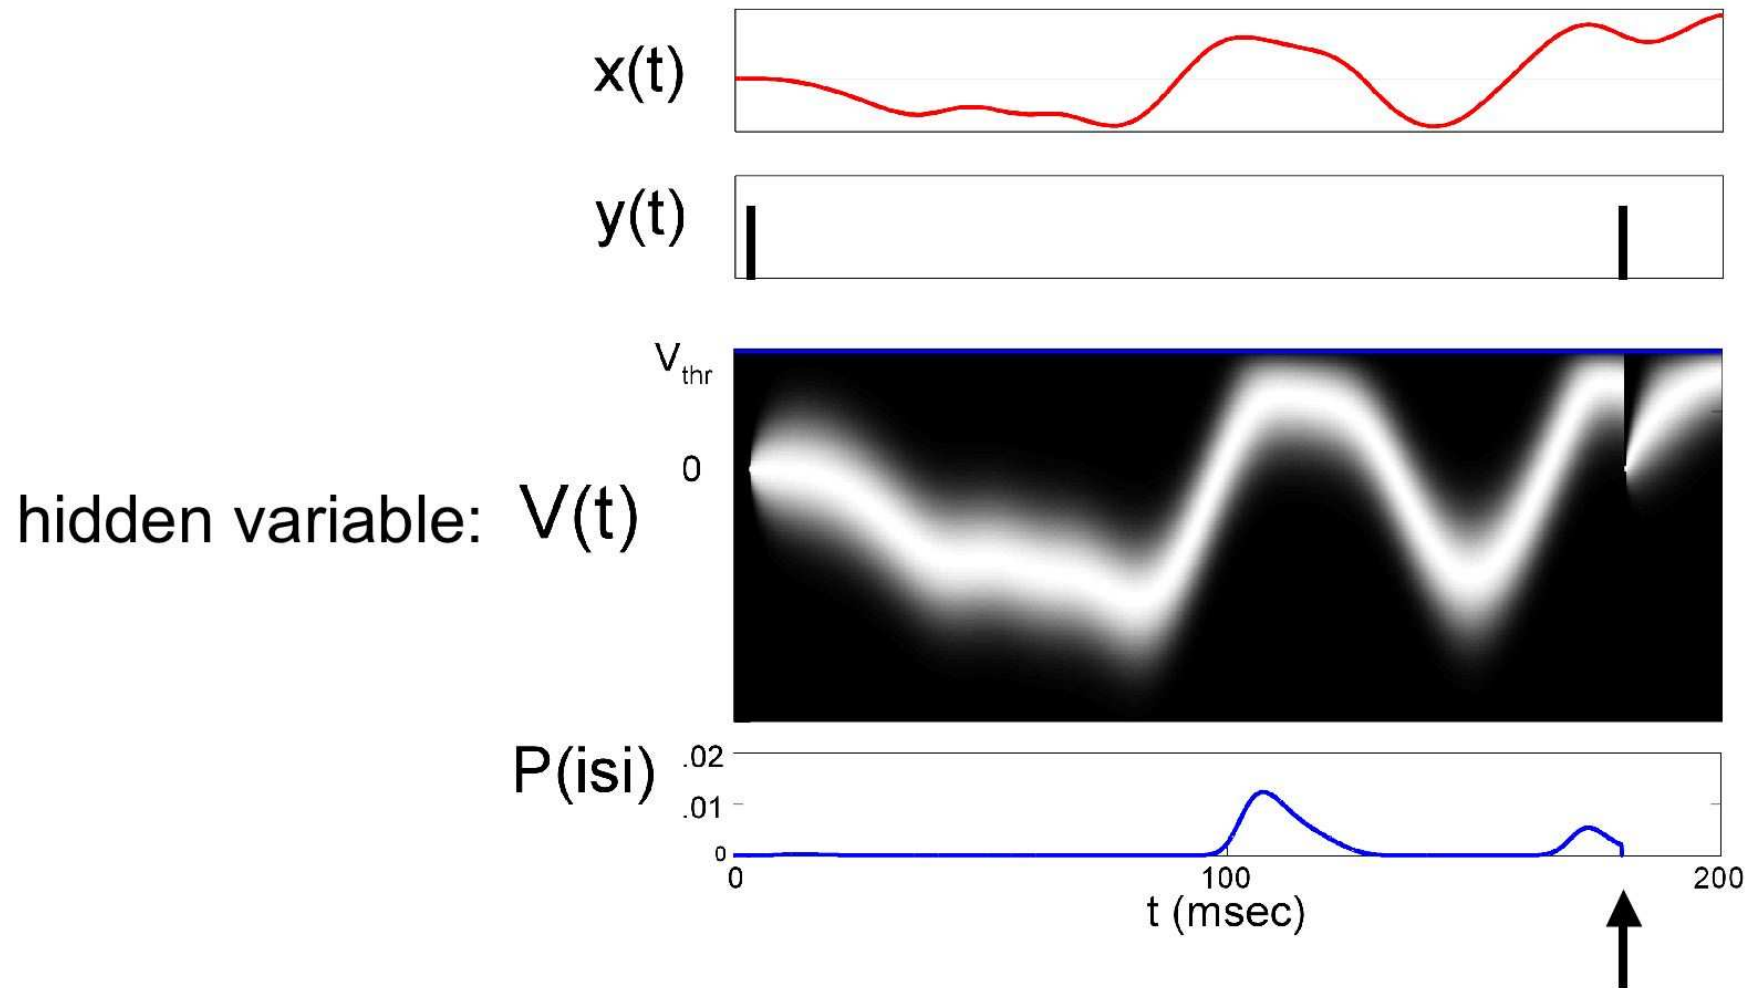 x(t)
y(t)
V thr
0
hidden variable: V(t)
P(isi)
.02
.01
0
0 100 200
t (msec)